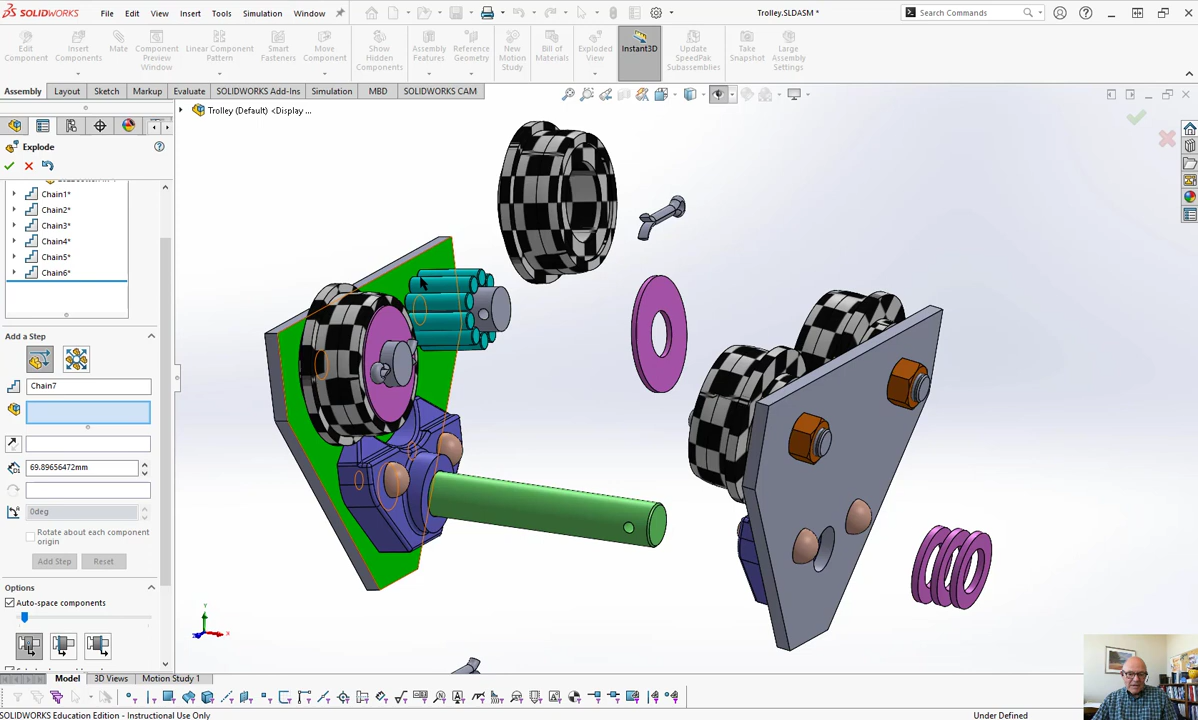 SOLIDWORKS File Edit View Insert Tools Simulation Window Trolley.SLDASM * Search Commands
Edit Component
Insert Components
Mate
Component Preview Window
Linear Component Pattern
Smart Fasteners
Move Component
Show Hidden Components
Assembly Features
Reference Geometry
New Motion Study
Bill of Materials
Exploded View
Instant3D
Update SpeedPak Subassemblies
Take Snapshot
Large Assembly Settings
Assembly Layout Sketch Markup Evaluate SOLIDWORKS Add-Ins Simulation MBD SOLIDWORKS CAM
Trolley (Default) <Display ...
Explode
Chain1*
Chain2*
Chain3*
Chain4*
Chain5*
Chain6*
Add a Step
Chain7
69.89656472mm
0deg
Rotate about each component origin
Add Step Reset
Options
Auto-space components
Model 3D Views Motion Study 1
SOLIDWORKS Education Edition - Instructional Use Only Under Defined